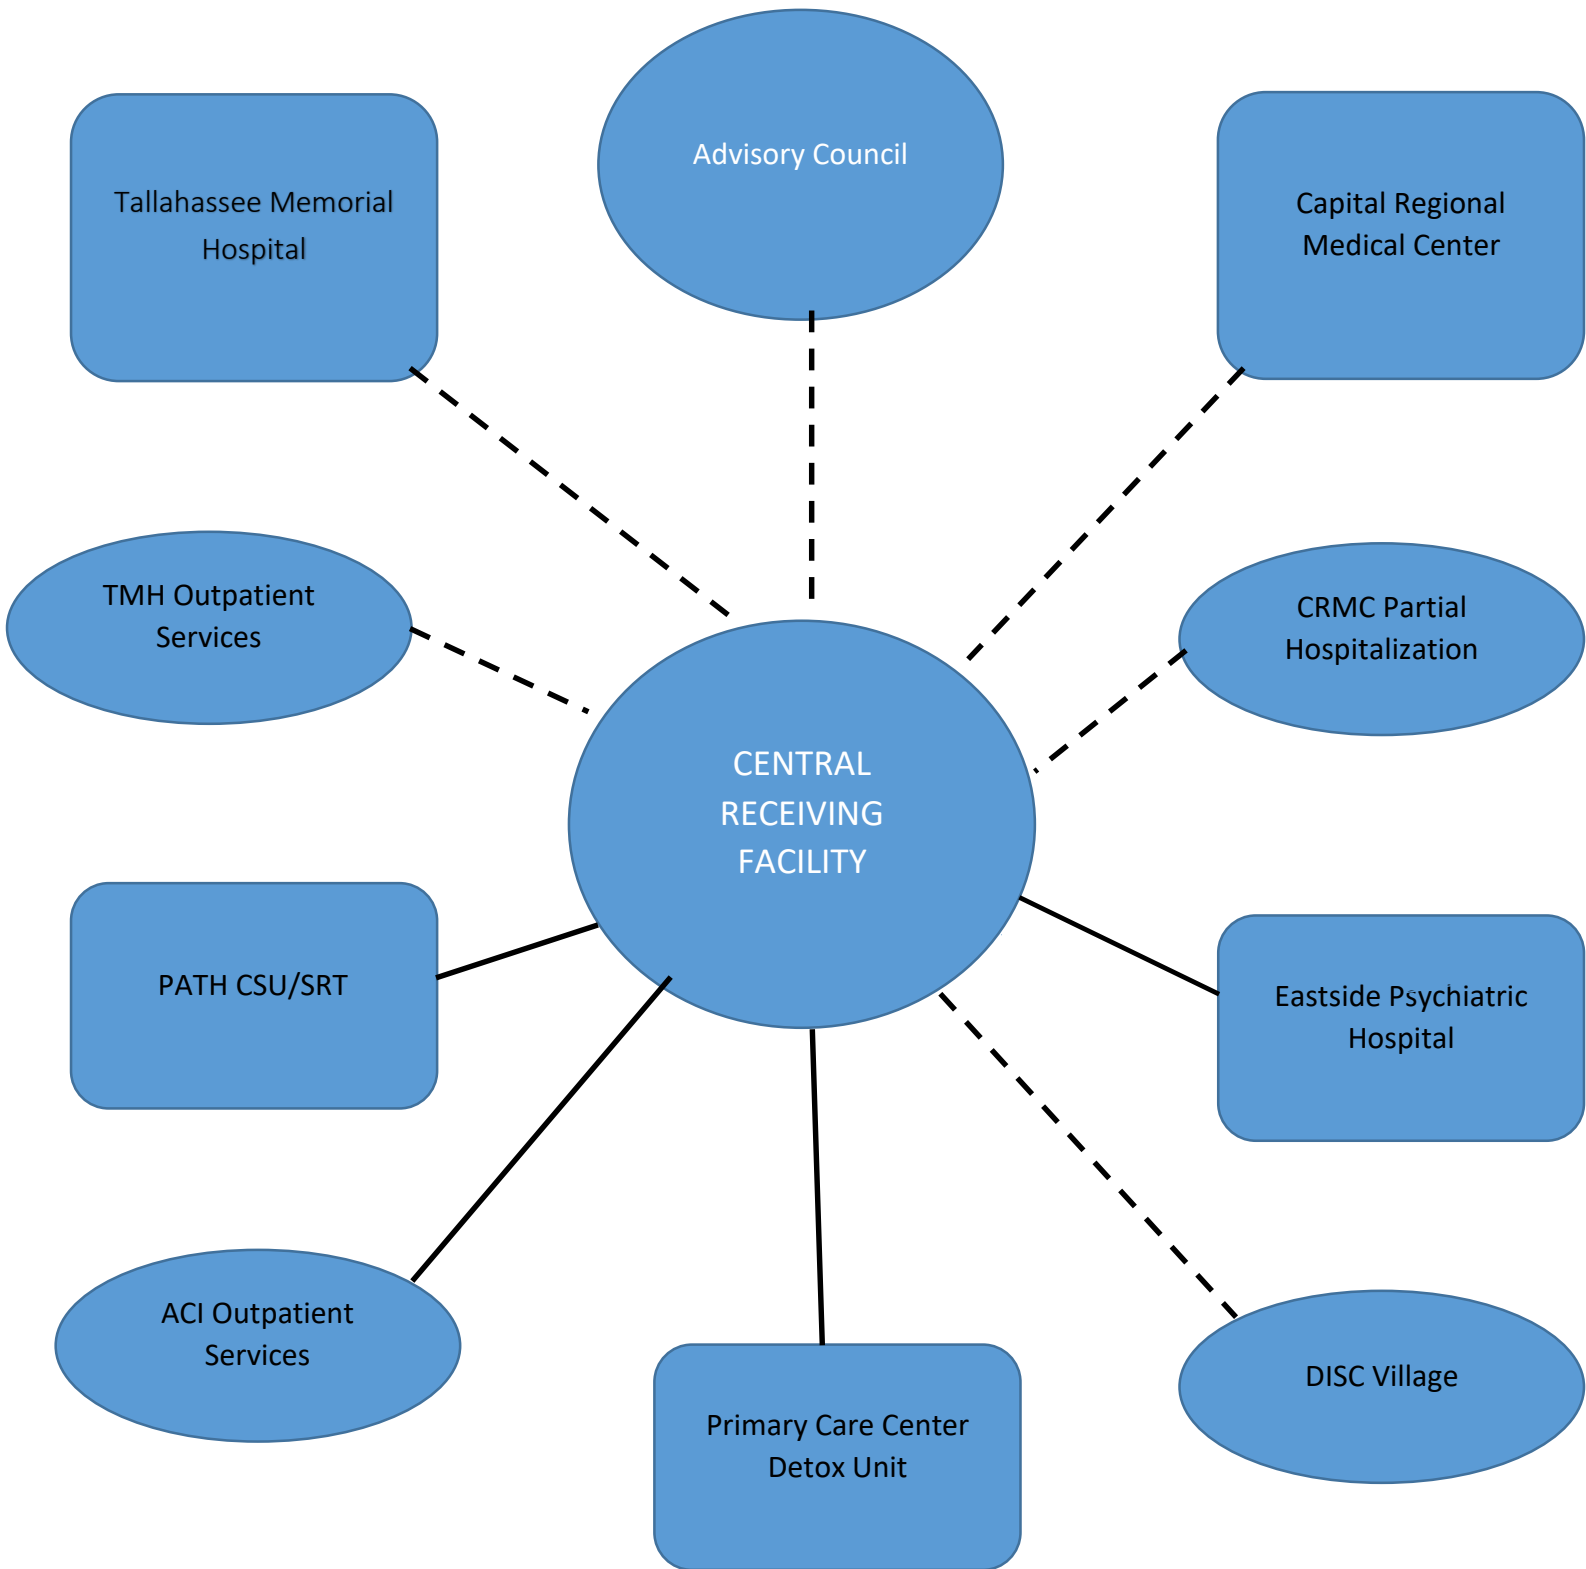 Advisory Council
Tallahassee Memorial
Hospital
Capital Regional
Medical Center
TMH Outpatient
Services
CRMC Partial
Hospitalization
CENTRAL
RECEIVING
FACILITY
PATH CSU/SRT
Eastside Psychiatric
Hospital
ACI Outpatient
Services
Primary Care Center
Detox Unit
DISC Village